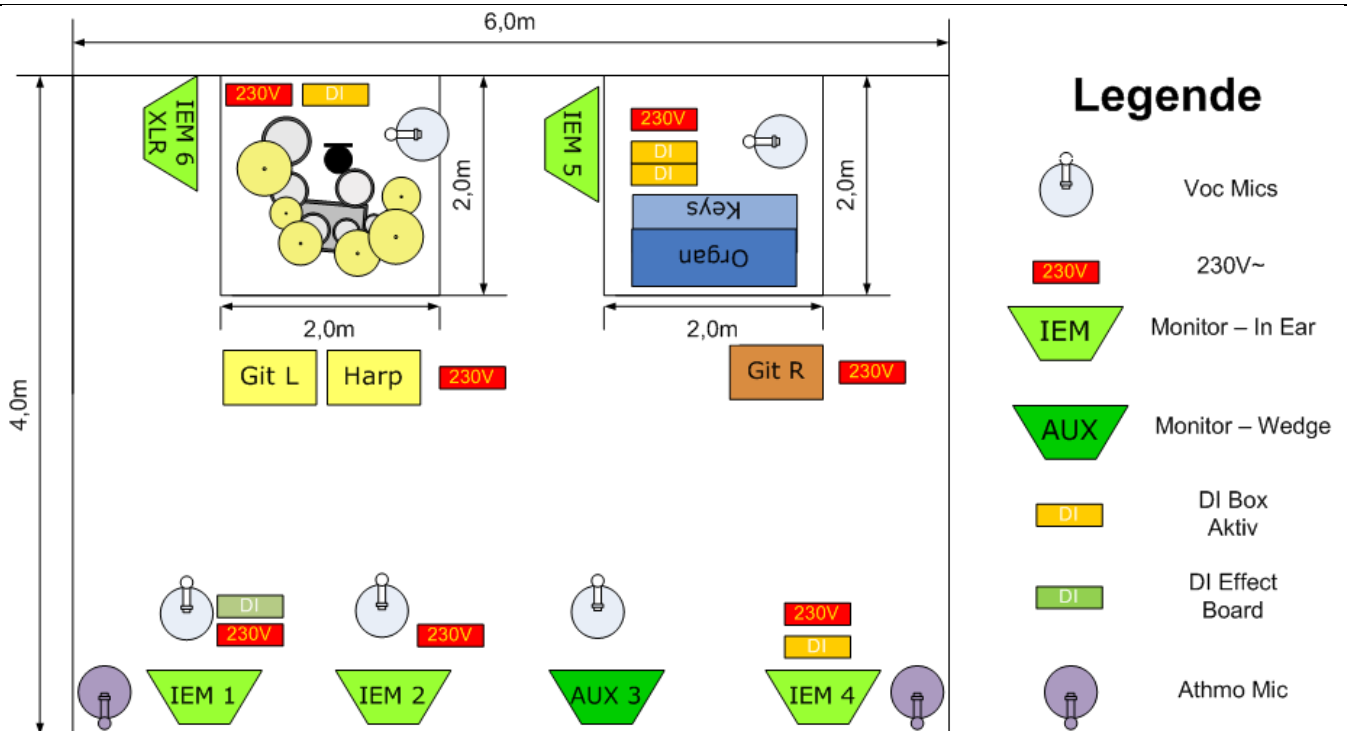 6,0m
4,0m
IEM 6
XLR
230V
DI
2,0m
2,0m
IEM 5
230V
DI
DI
Keys
Organ
2,0m
2,0m
Git L
Harp
230V
Git R
230V
DI
230V
230V
230V
DI
IEM 1
IEM 2
AUX 3
IEM 4
Legende
Voc Mics
230V
230V~
IEM
Monitor – In Ear
AUX
Monitor – Wedge
DI
DI Box
Aktiv
DI
DI Effect
Board
Athmo Mic